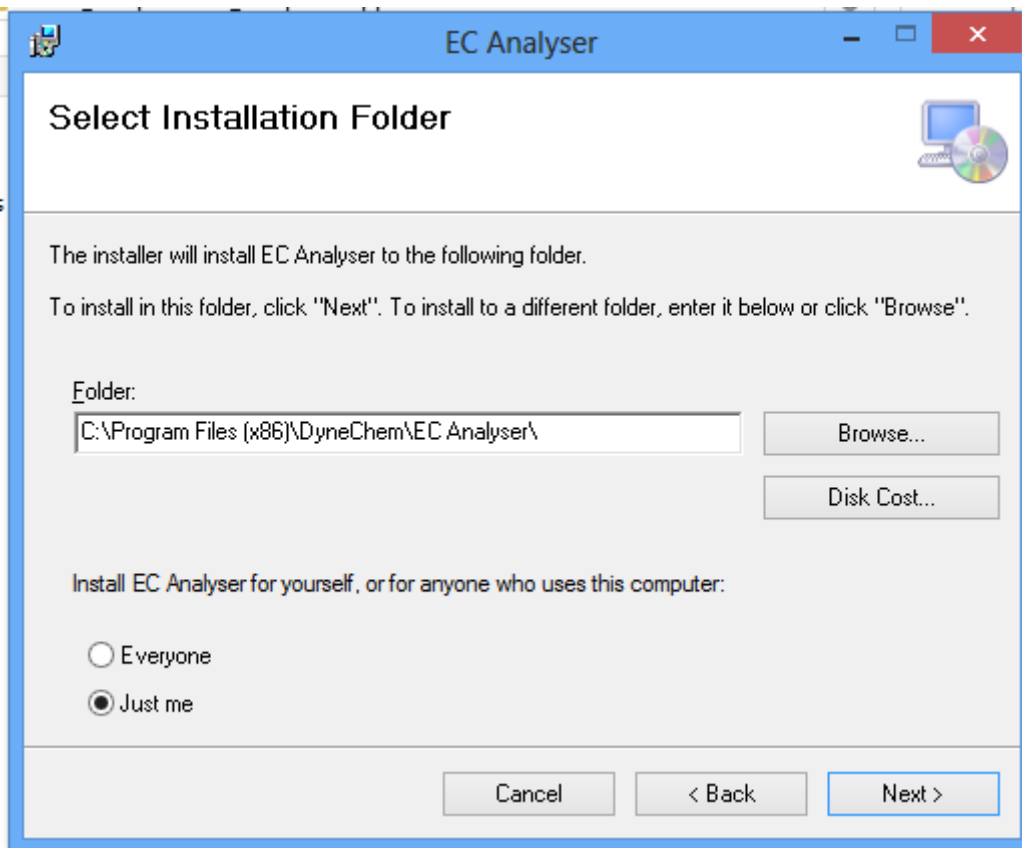 EC Analyser
Select Installation Folder
The installer will install EC Analyser to the following folder.
To install in this folder, click "Next". To install to a different folder, enter it below or click "Browse".
Folder:
C:\Program Files (x86)\DyneChem\EC Analyser\
Browse...
Disk Cost...
Install EC Analyser for yourself, or for anyone who uses this computer:
Everyone
Just me
Cancel
< Back
Next >